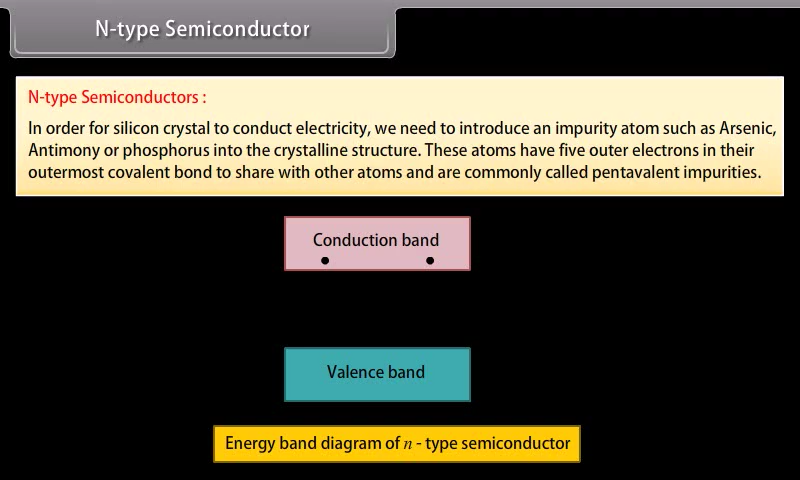 N-type Semiconductor
N-type Semiconductors :
In order for silicon crystal to conduct electricity, we need to introduce an impurity atom such as Arsenic,
Antimony or phosphorus into the crystalline structure. These atoms have five outer electrons in their
outermost covalent bond to share with other atoms and are commonly called pentavalent impurities.
Conduction band
Valence band
Energy band diagram of n - type semiconductor